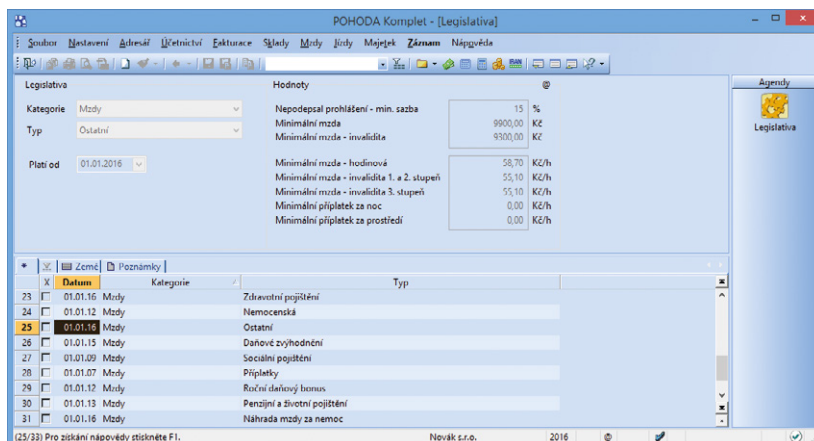 POHODA Komplet - [Legislativa]
Soubor Nastavení Adresář Účetnictví Fakturace Sklady Mzdy Jízdy Majetek Záznam Nápověda
Legislativa
Hodnoty @
Agendy
Legislativa
Kategorie Mzdy
Typ Ostatní
Platí od 01.01.2016
Nepodepsal prohlášení - min. sazba 15 %
Minimální mzda 9900,00 Kč
Minimální mzda - invalidita 9300,00 Kč
Minimální mzda - hodinová 58,70 Kč/h
Minimální mzda - invalidita 1. a 2. stupeň 55,10 Kč/h
Minimální mzda - invalidita 3. stupeň 55,10 Kč/h
Minimální příplatek za noc 0,00 Kč/h
Minimální příplatek za prostředí 0,00 Kč/h
Země Poznámky
X Datum Kategorie Typ
23 01.01.16 Mzdy Zdravotní pojištění
24 01.01.12 Mzdy Nemocenská
25 01.01.16 Mzdy Ostatní
26 01.01.15 Mzdy Daňové zvýhodnění
27 01.01.09 Mzdy Sociální pojištění
28 01.01.07 Mzdy Příplatky
29 01.01.12 Mzdy Roční daňový bonus
30 01.01.13 Mzdy Penzijní a životní pojištění
31 01.01.16 Mzdy Náhrada mzdy za nemoc
(25/33) Pro získání nápovědy stiskněte F1. Novák s.r.o. 2016 @